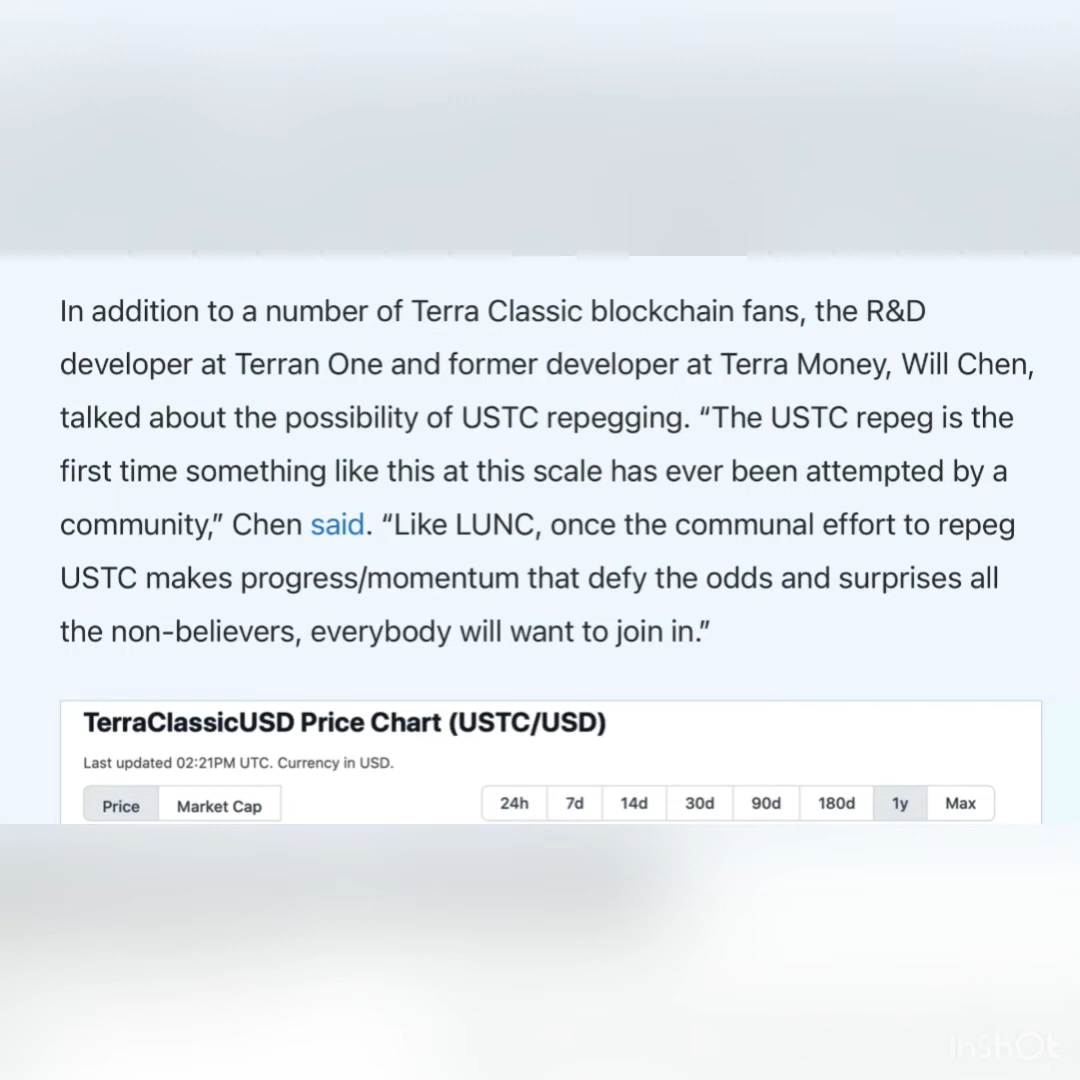 In addition to a number of Terra Classic blockchain fans, the R&D
developer at Terran One and former developer at Terra Money, Will Chen,
talked about the possibility of USTC repegging. “The USTC repeg is the
first time something like this at this scale has ever been attempted by a
community,” Chen said. “Like LUNC, once the communal effort to repeg
USTC makes progress/momentum that defy the odds and surprises all
the non-believers, everybody will want to join in.”
TerraClassicUSD Price Chart (USTC/USD)
Last updated 02:21PM UTC. Currency in USD.
Price Market Cap 24h 7d 14d 30d 90d 180d 1y Max
InShOt